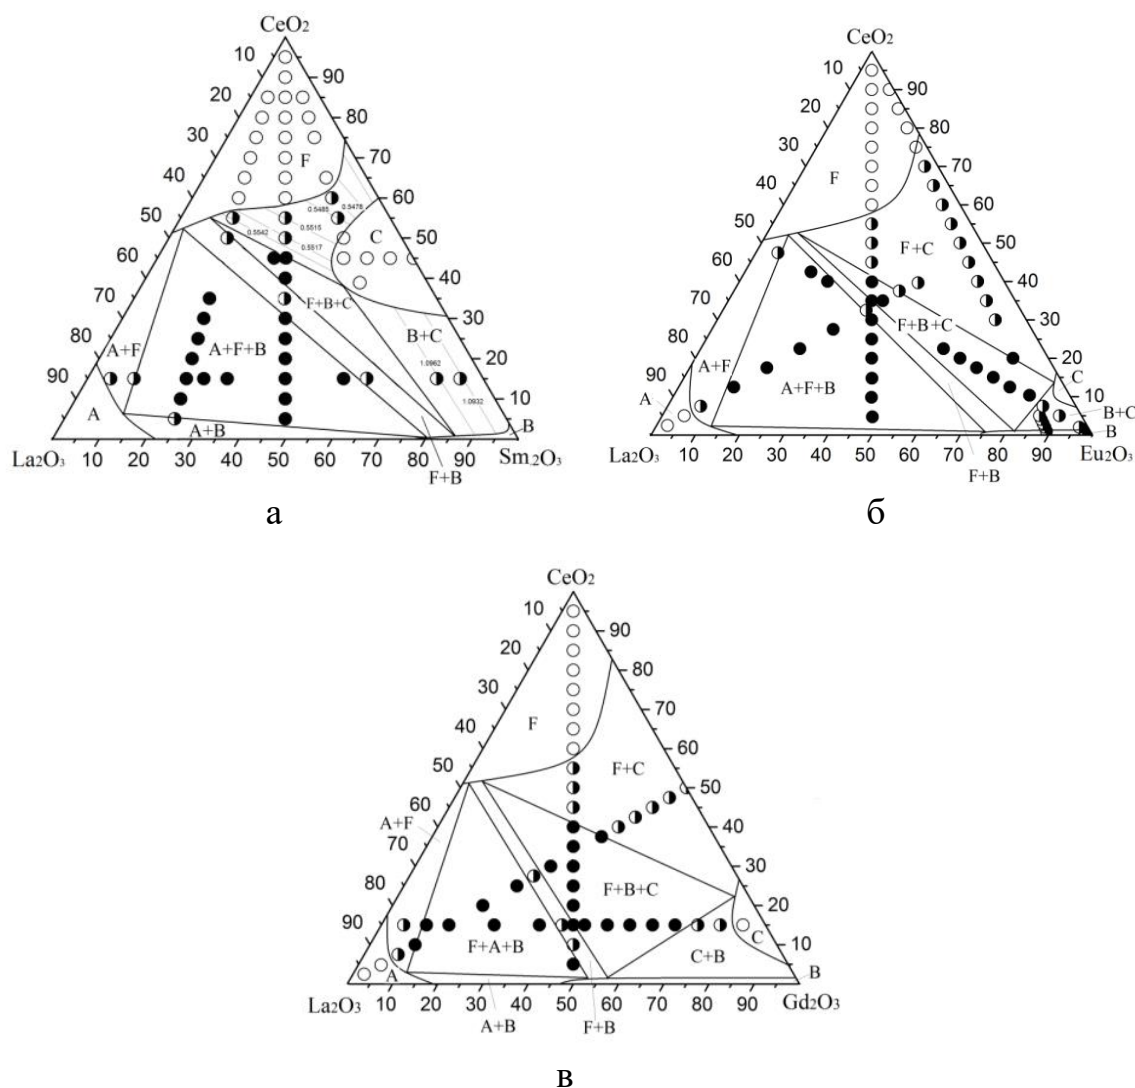 CeO₂
10
90
20
80
30
70
40
F
60
50
0.5485
0.5478
0.5542
0.5515
C
50
0.5517
60
40
70
F+B+C
30
80
A+F
A+F+B
B+C
20
90
1.0962
10
A
1.0932
A+B
B
La₂O₃ 10 20 30 40 50 60 70 80 90 Sm₂O₃
F+B
а
CeO₂
10
90
20
80
30
70
40
F
60
50
50
60
F+C
40
70
30
80
F+B+C
20
A+F
90
A+F+B
C
10
A
B+C
B
La₂O₃ 10 20 30 40 50 60 70 80 90 Eu₂O₃
F+B
б
CeO₂
10
90
20
80
30
70
40
F
60
50
F+C
50
60
A+F
40
70
30
80
F+B+C
20
90
F+A+B
C
10
C+B
A
B
La₂O₃ 10 20 30 40 50 60 70 80 90 Gd₂O₃
A+B
F+B
в